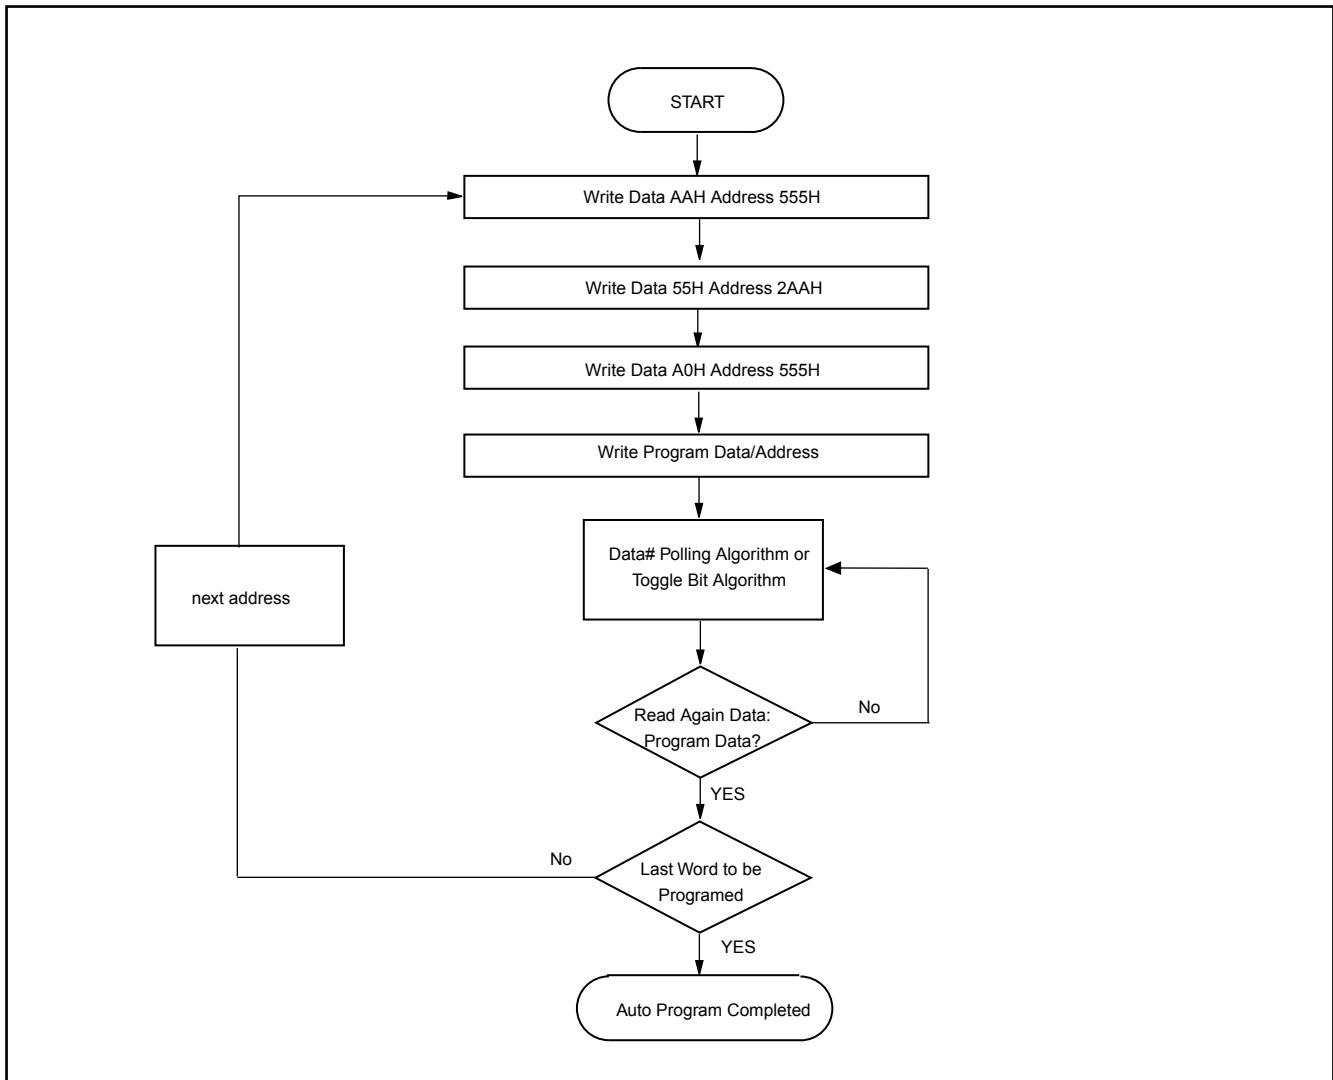 START
Write Data AAH Address 555H
Write Data 55H Address 2AAH
Write Data A0H Address 555H
Write Program Data/Address
Data# Polling Algorithm or
Toggle Bit Algorithm
next address
Read Again Data:
Program Data?
No
YES
No
Last Word to be
Programed
YES
Auto Program Completed